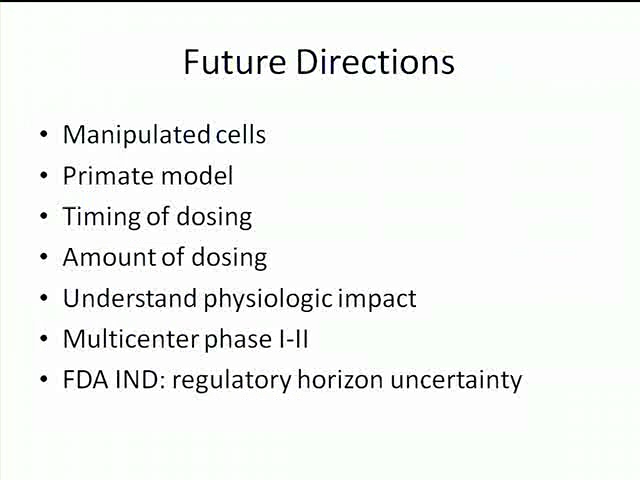 Future Directions
• Manipulated cells
• Primate model
• Timing of dosing
• Amount of dosing
• Understand physiologic impact
• Multicenter phase I-II
• FDA IND: regulatory horizon uncertainty